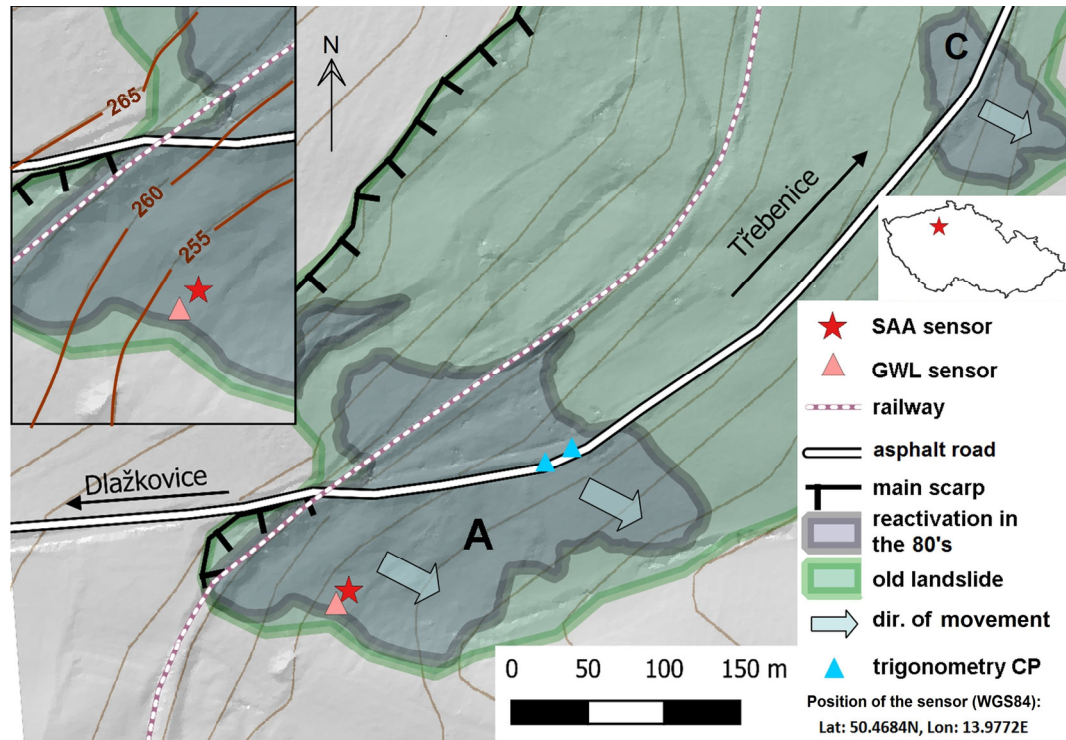 265
260
255
N
C
Třebenice
Dlažkovice
A
SAA sensor
GWL sensor
railway
asphalt road
main scarp
reactivation in
the 80's
old landslide
dir. of movement
trigonometry CP
Position of the sensor (WGS84):
Lat: 50.4684N, Lon: 13.9772E
0 50 100 150 m